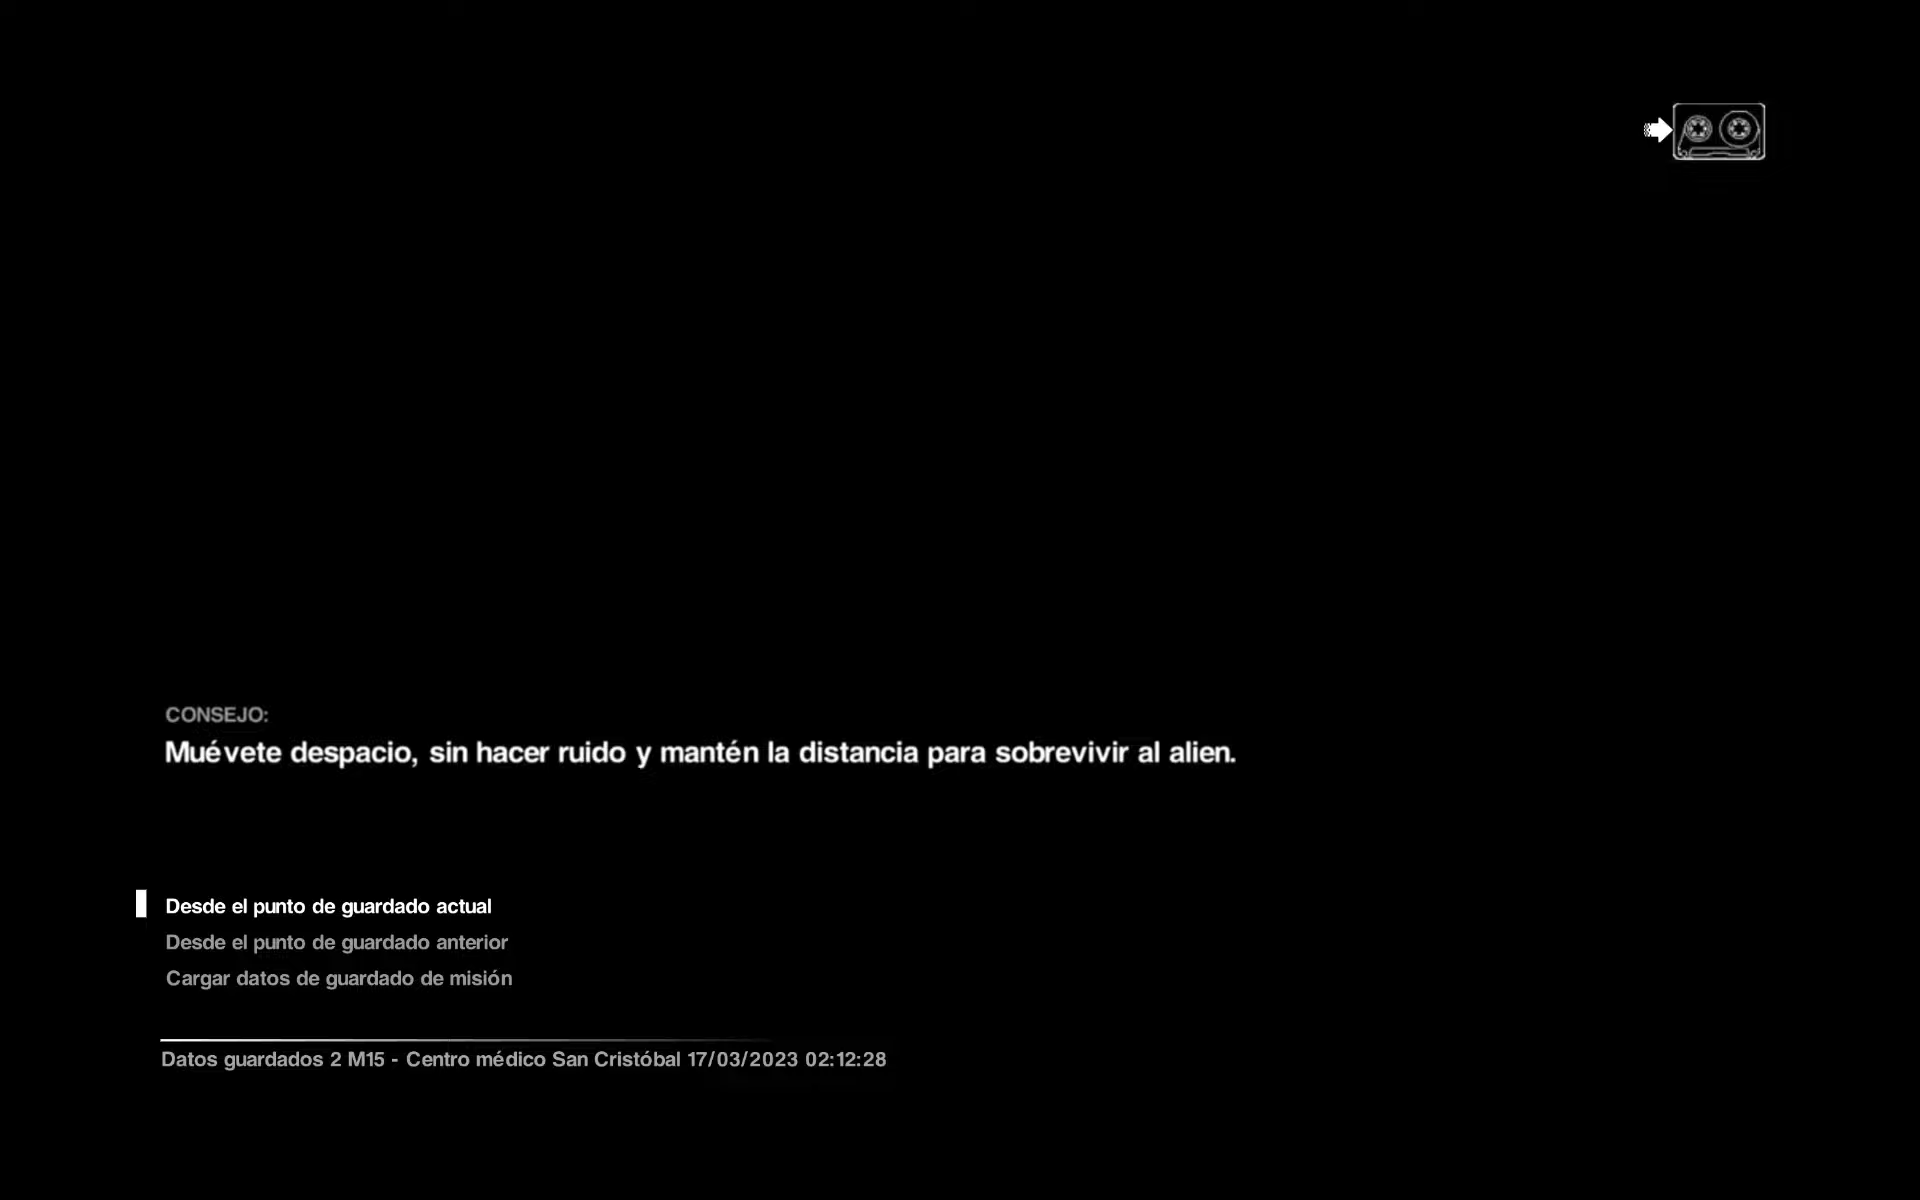 CONSEJO:
Muévete despacio, sin hacer ruido y mantén la distancia para sobrevivir al alien.
Desde el punto de guardado actual
Desde el punto de guardado anterior
Cargar datos de guardado de misión
Datos guardados 2 M15 - Centro médico San Cristóbal 17/03/2023 02:12:28